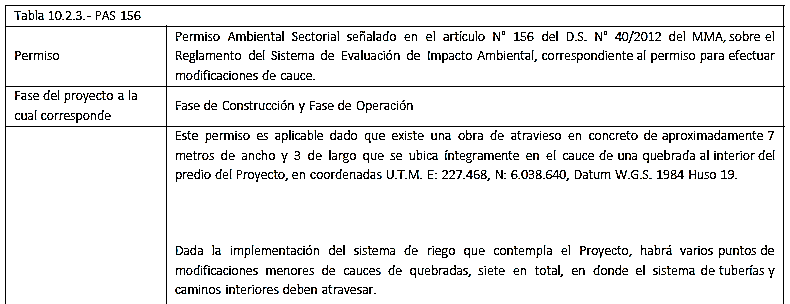 Tabla 10.2.3.- PAS 156
Permiso
Permiso Ambiental Sectorial señalado en el artículo N° 156 del D.S. N° 40/2012 del MMA, sobre el
Reglamento del Sistema de Evaluación de Impacto Ambiental, correspondiente al permiso para efectuar
modificaciones de cauce.
Fase del proyecto a la
cual corresponde
Fase de Construcción y Fase de Operación
Este permiso es aplicable dado que existe una obra de atravieso en concreto de aproximadamente 7
metros de ancho y 3 de largo que se ubica íntegramente en el cauce de una quebrada al interior del
predio del Proyecto, en coordenadas U.T.M. E: 227.468, N: 6.038.640, Datum W.G.S. 1984 Huso 19.
Dada la implementación del sistema de riego que contempla el Proyecto, habrá varios puntos de
modificaciones menores de cauces de quebradas, siete en total, en donde el sistema de tuberías y
caminos interiores deben atravesar.